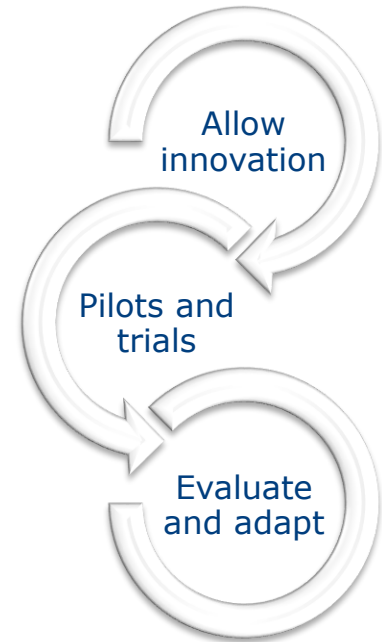 Allow
innovation
Pilots and
trials
Evaluate
and adapt